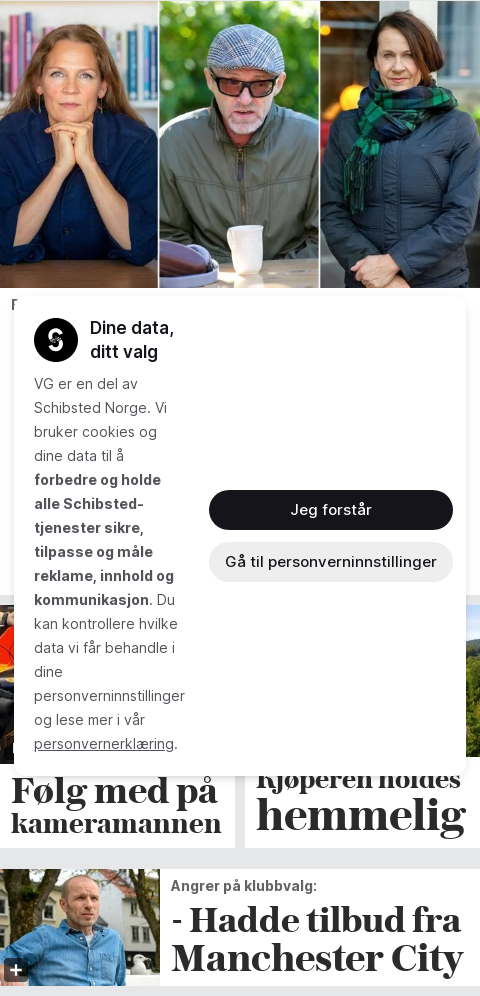 Dine data,
ditt valg
VG er en del av
Schibsted Norge. Vi
bruker cookies og
dine data til å
forbedre og holde
alle Schibsted-
tjenester sikre,
tilpasse og måle
reklame, innhold og
kommunikasjon. Du
kan kontrollere hvilke
data vi får behandle i
dine
personverninnstillinger
og lese mer i vår
personvernerklæring.
Jeg forstår
Gå til personverninnstillinger
Følg med på
kameramannen
Kjøperen holdes
hemmelig
Angrer på klubbvalg:
- Hadde tilbud fra
Manchester City